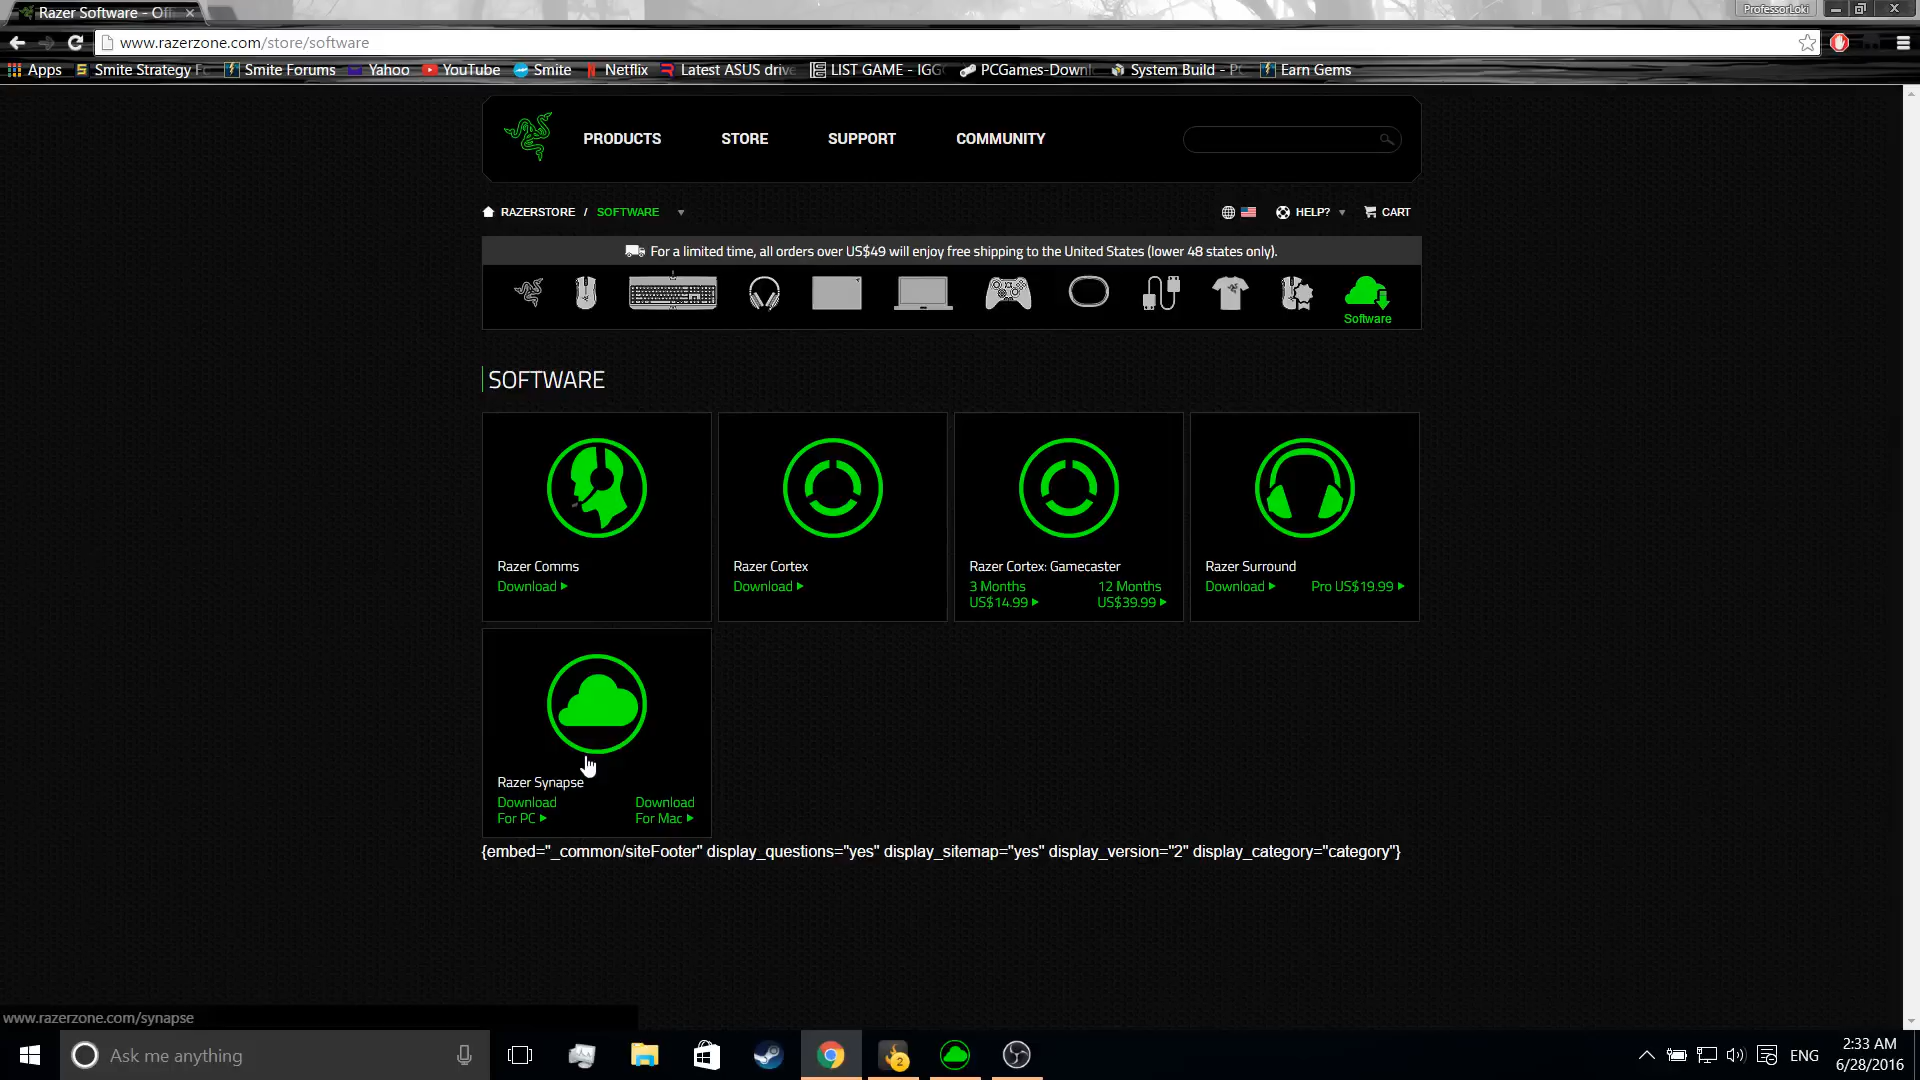 Razer Software - Off
ProfessorLoki
www.razerzone.com/store/software
Apps Smite Strategy Fo Smite Forums Yahoo YouTube Smite Netflix Latest ASUS drive LIST GAME - IGG PCGames-Downl System Build - PC Earn Gems
PRODUCTS STORE SUPPORT COMMUNITY
RAZERSTORE / SOFTWARE HELP? CART
For a limited time, all orders over US$49 will enjoy free shipping to the United States (lower 48 states only).
Software
SOFTWARE
Razer Comms
Download
Razer Cortex
Download
Razer Cortex: Gamecaster
3 Months 12 Months
US$14.99 US$39.99
Razer Surround
Download Pro US$19.99
Razer Synapse
Download Download
For PC For Mac
{embed="_common/siteFooter" display_questions="yes" display_sitemap="yes" display_version="2" display_category="category"}
www.razerzone.com/synapse
Ask me anything
2
ENG
2:33 AM
6/28/2016